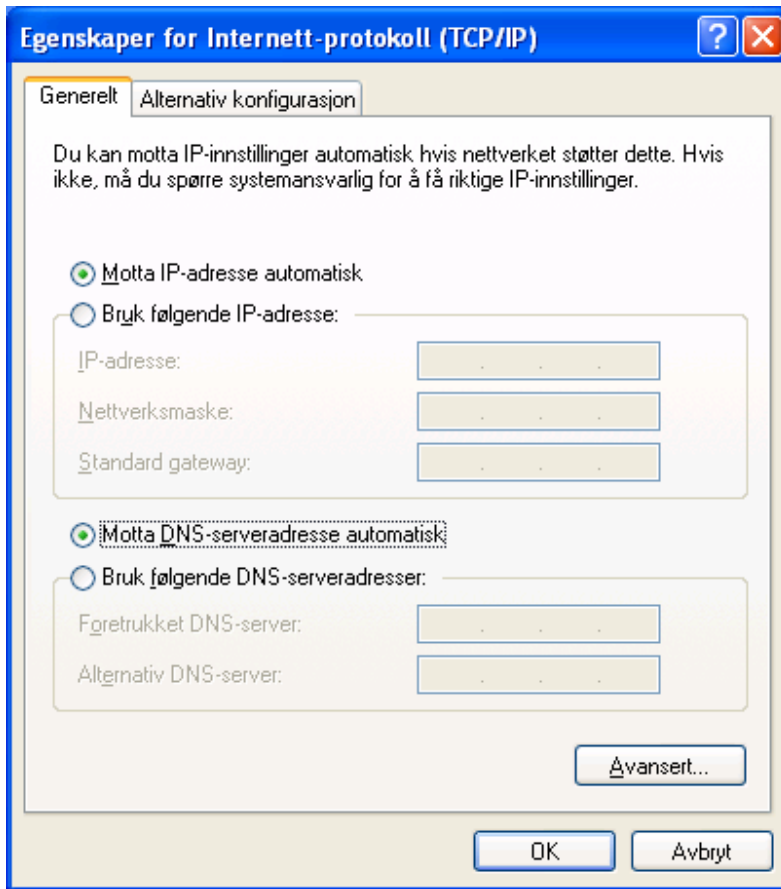 Egenskaper for Internett-protokoll (TCP/IP)
Generelt
Alternativ konfigurasjon
Du kan motta IP-innstillinger automatisk hvis nettverket støtter dette. Hvis
ikke, må du spørre systemansvarlig for å få riktige IP-innstillinger.
Motta IP-adresse automatisk
Bruk følgende IP-adresse:
IP-adresse:
Nettverksmaske:
Standard gateway:
Motta DNS-serveradresse automatisk
Bruk følgende DNS-serveradresser:
Foretrukket DNS-server:
Alternativ DNS-server:
Avansert...
OK
Avbryt